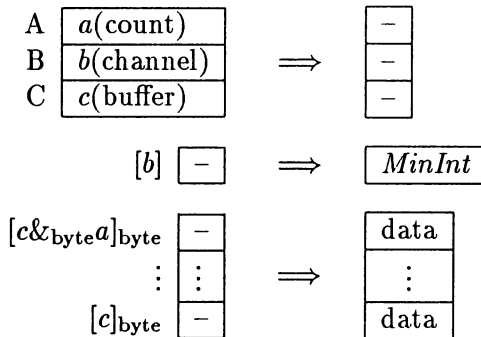 A a(count) ⟹ –
B b(channel) –
C c(buffer) –
[b] – ⟹ MinInt
[c&byte a]byte – data
⋮ ⋮ ⟹ ⋮
[c]byte – data